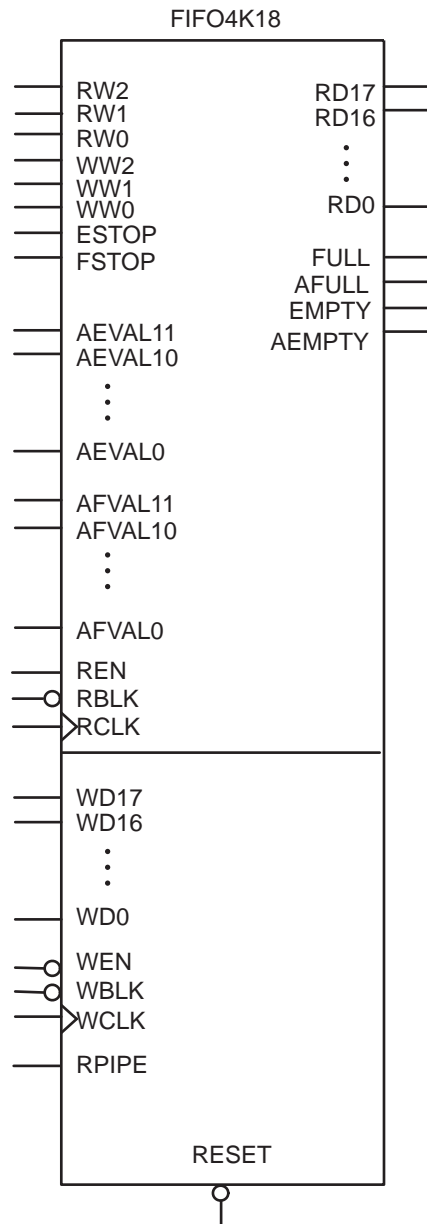 FIFO4K18
RW2
RW1
RW0
WW2
WW1
WW0
ESTOP
FSTOP
AEVAL11
AEVAL10
AEVAL0
AFVAL11
AFVAL10
AFVAL0
REN
RBLK
RCLK
WD17
WD16
WD0
WEN
WBLK
WCLK
RPIPE
RD17
RD16
RD0
FULL
AFULL
EMPTY
AEMPTY
RESET